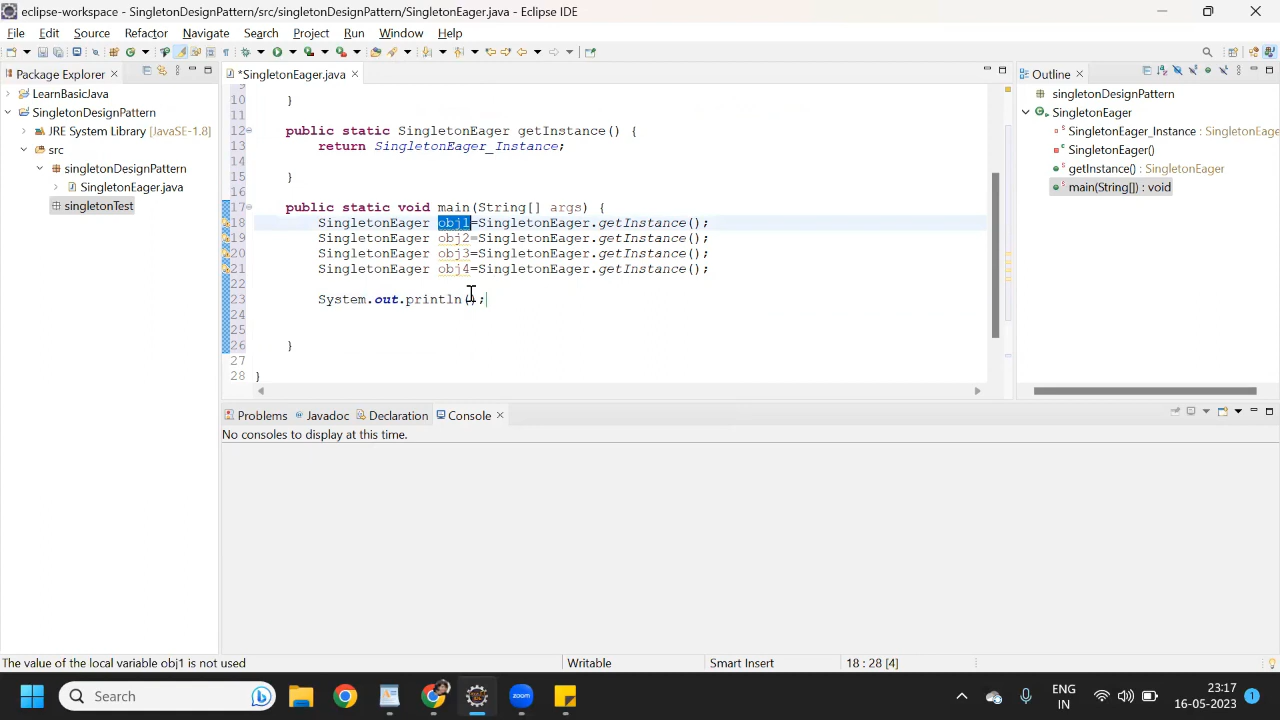 eclipse-workspace - SingletonDesignPattern/src/singletonDesignPattern/SingletonEager.java - Eclipse IDE
File Edit Source Refactor Navigate Search Project Run Window Help
Package Explorer
LearnBasicJava
SingletonDesignPattern
JRE System Library [JavaSE-1.8]
src
singletonDesignPattern
SingletonEager.java
singletonTest
*SingletonEager.java
9
10 }
11
12 public static SingletonEager getInstance() {
13 return SingletonEager_Instance;
14
15 }
16
17 public static void main(String[] args) {
18 SingletonEager obj1=SingletonEager.getInstance();
19 SingletonEager obj2=SingletonEager.getInstance();
20 SingletonEager obj3=SingletonEager.getInstance();
21 SingletonEager obj4=SingletonEager.getInstance();
22
23 System.out.println();
24
25
26 }
27
28 }
Outline
singletonDesignPattern
SingletonEager
SingletonEager_Instance : SingletonEage
SingletonEager()
getInstance() : SingletonEager
main(String[]) : void
Problems Javadoc Declaration Console
No consoles to display at this time.
The value of the local variable obj1 is not used
Writable
Smart Insert
18 : 28 [4]
Search
ENG
IN
23:17
16-05-2023
1